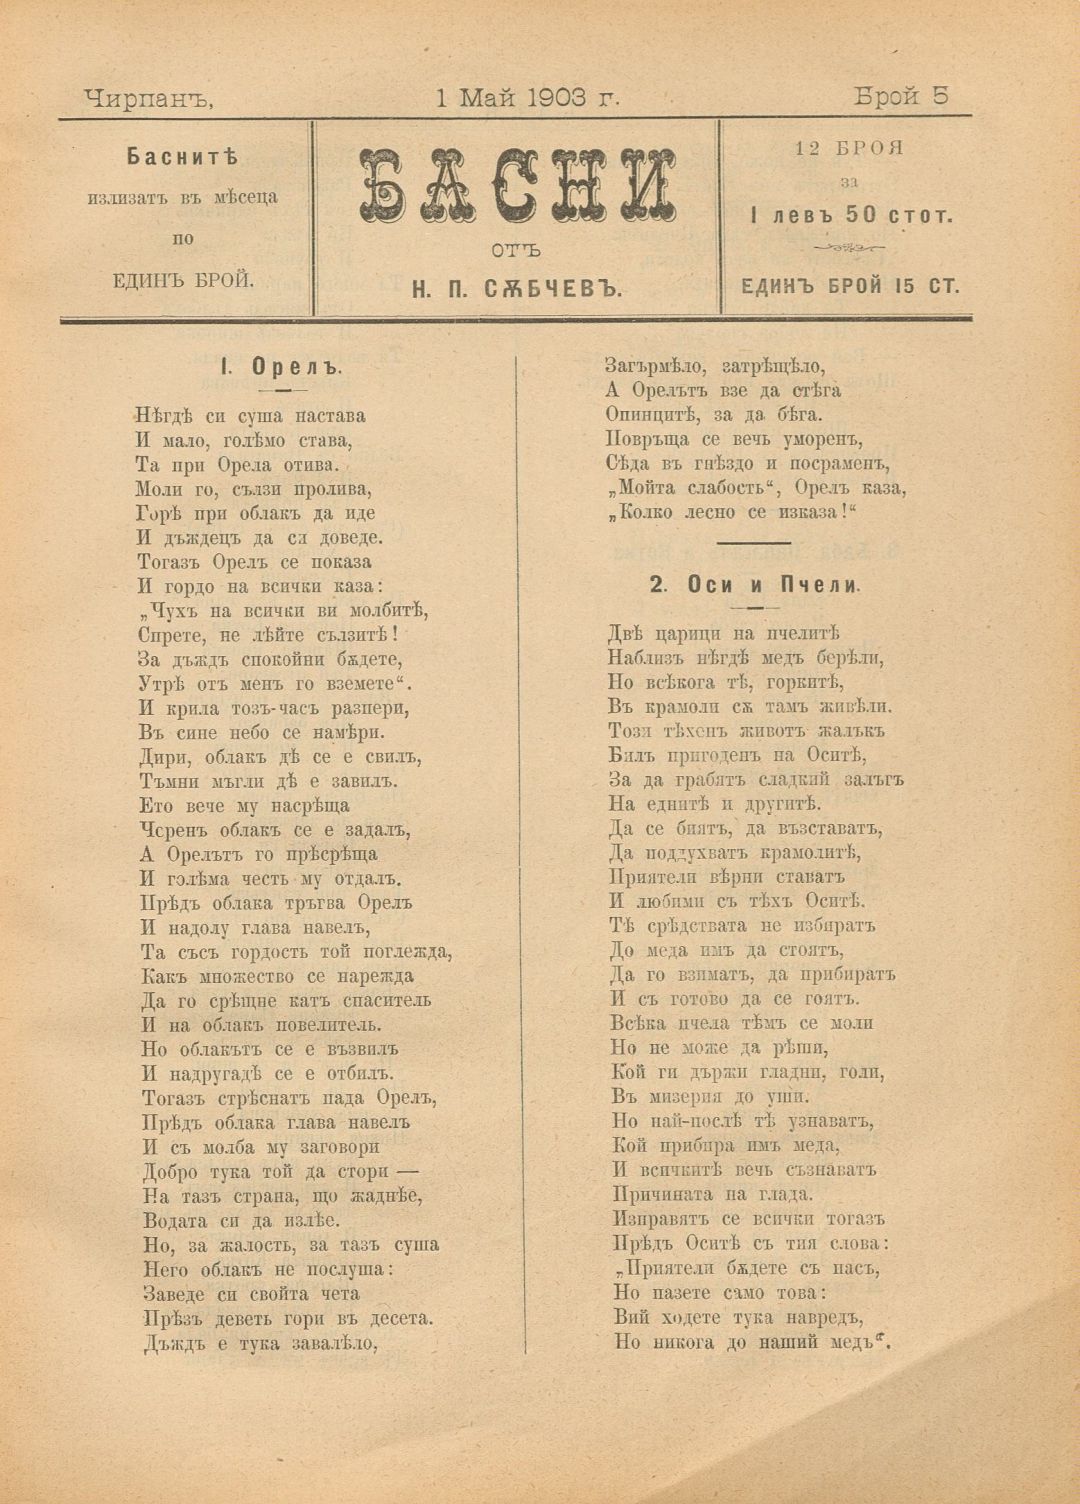 Чирпанъ,
1 Май 1903 г.
Брой 5
Баснитѣ
излизатъ въ мѣсеца
по
ЕДИНЪ БРОЙ.
БАСНИ
отъ
Н. П. СѪБЧЕВЪ.
12 БРОЯ
за
1 левъ 50 стот.
ЕДИНЪ БРОЙ 15 СТ.
1. Орелъ.
Нѣгдѣ си суша настава
И мало, голѣмо става,
Та при Орела отива.
Моли го, сълзи пролива,
Горѣ при облакъ да иде
И дъждецъ да си доведе.
Тогазъ Орелъ се показа
И гордо на всички каза:
„Чухъ на всички ви молбитѣ,
Спрете, не лѣйте сълзитѣ!
За дъждъ спокойни бѫдете,
Утрѣ отъ менъ го вземете“.
И крила тозъ-часъ разпери,
Въ сине небо се намѣри.
Дири, облакъ дѣ се е свилъ,
Тъмни мъгли дѣ е завилъ.
Ето вече му насрѣща
Черенъ облакъ се е задалъ,
А Орелътъ го прѣсрѣща
И голѣма честь му отдалъ.
Прѣдъ облака тръгва Орелъ
И надолу глава навелъ,
Та съсъ гордость той поглежда,
Какъ множество се нарежда
Да го срѣщне катъ спаситель
И на облакъ повелитель.
Но облакътъ се е възвилъ
И надругадѣ се е отбилъ.
Тогазъ стрѣснатъ пада Орелъ,
Прѣдъ облака глава навелъ
И съ молба му заговори
Добро тука той да стори —
На тазъ страна, що жаднѣе,
Водата си да излѣе.
Но, за жалость, за тазъ суша
Него облакъ не послуша:
Заведе си свойта чета
Прѣзъ деветь гори въ десета.
Дъждъ е тука завалѣло,
Загърмѣло, затрѣщѣло,
А Орелътъ взе да стѣга
Опинцитѣ, за да бѣга.
Повръща се вечь уморенъ,
Сѣда въ гнѣздо и посраменъ,
„Мойта слабость“, Орелъ каза,
„Колко лесно се изказа!“
2. Оси и Пчели.
Двѣ царици на пчелитѣ
Наблизъ нѣгдѣ медъ берѣли,
Но всѣкога тѣ, горкитѣ,
Въ крамоли сѫ тамъ живѣли.
Този тѣхенъ животъ жалъкъ
Билъ пригоденъ на Оситѣ,
За да грабятъ сладкий залъгъ
На еднитѣ и другитѣ.
Да се биятъ, да възставатъ,
Да поддухватъ крамолитѣ,
Приятели вѣрни ставатъ
И любими съ тѣхъ Оситѣ.
Тѣ срѣдствата не избиратъ
До меда имъ да стоятъ,
Да го взиматъ, да прибиратъ
И съ готово да се гоятъ.
Всѣка пчела тѣмъ се моли
Но не може да рѣши,
Кой ги държи гладни, голи,
Въ мизерия до уши.
Но най-послѣ тѣ узнаватъ,
Кой прибира имъ меда,
И всичкитѣ вечь съзнаватъ
Причината на глада.
Изправятъ се всички тогазъ
Прѣдъ Оситѣ съ тия слова:
„Приятели бѫдете съ насъ,
Но пазете само това:
Вий ходете тука навредъ,
Но никога до наший медъ“.